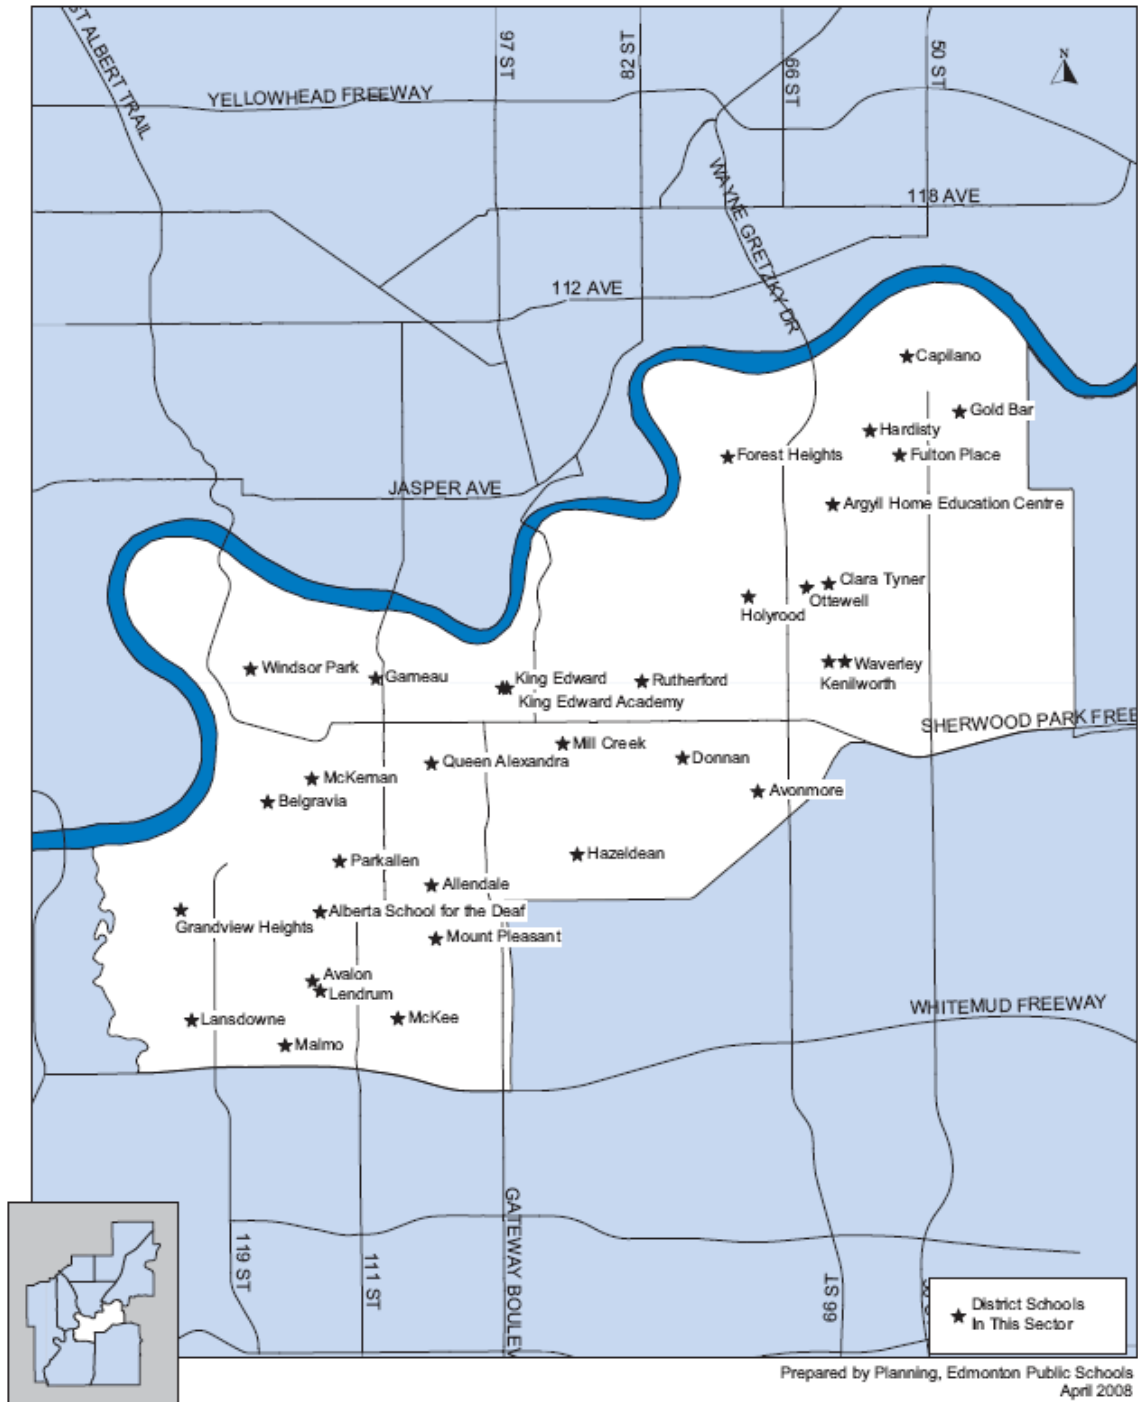 ST ALBERT TRAIL
97 ST
82 ST
66 ST
50 ST
N
YELLOWHEAD FREEWAY
WAYNE GRETZKY DR
118 AVE
112 AVE
Capilano
Gold Bar
Hardisty
Forest Heights
Fulton Place
JASPER AVE
Argyll Home Education Centre
Clara Tyner
Ottewell
Holyrood
Windsor Park
Garneau
King Edward
King Edward Academy
Rutherford
Waverley
Kenilworth
SHERWOOD PARK FREE
Mill Creek
Queen Alexandra
Donnan
McKernan
Belgravia
Avonmore
Hazeldean
Parkallen
Allendale
Alberta School for the Deaf
Grandview Heights
Mount Pleasant
Avalon
Lendrum
Lansdowne
McKee
Malmo
WHITEMUD FREEWAY
119 ST
111 ST
GATEWAY BOULEV
66 ST
District Schools
In This Sector
Prepared by Planning, Edmonton Public Schools
April 2008